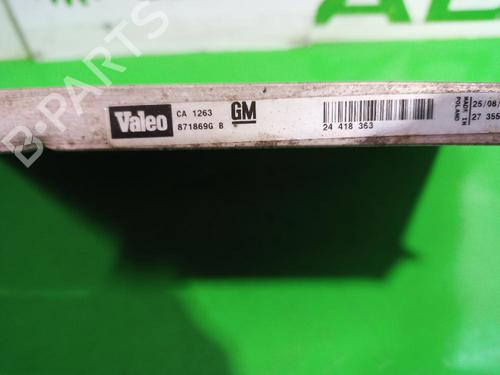 Valeo
CA 1263
871869G B
GM
24 418 363
MADE IN
POLAND
25/08/
27 355
B-PARTS